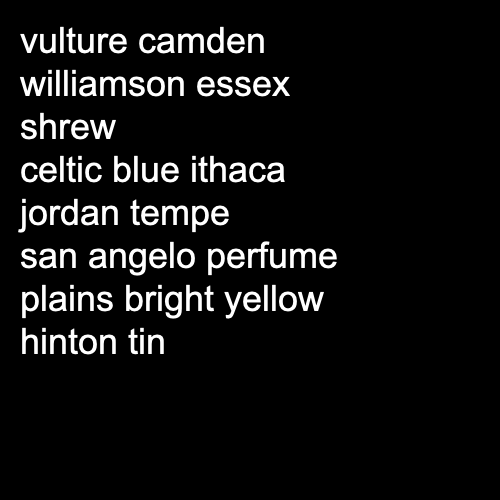 vulture camden
williamson essex
shrew
celtic blue ithaca
jordan tempe
san angelo perfume
plains bright yellow
hinton tin